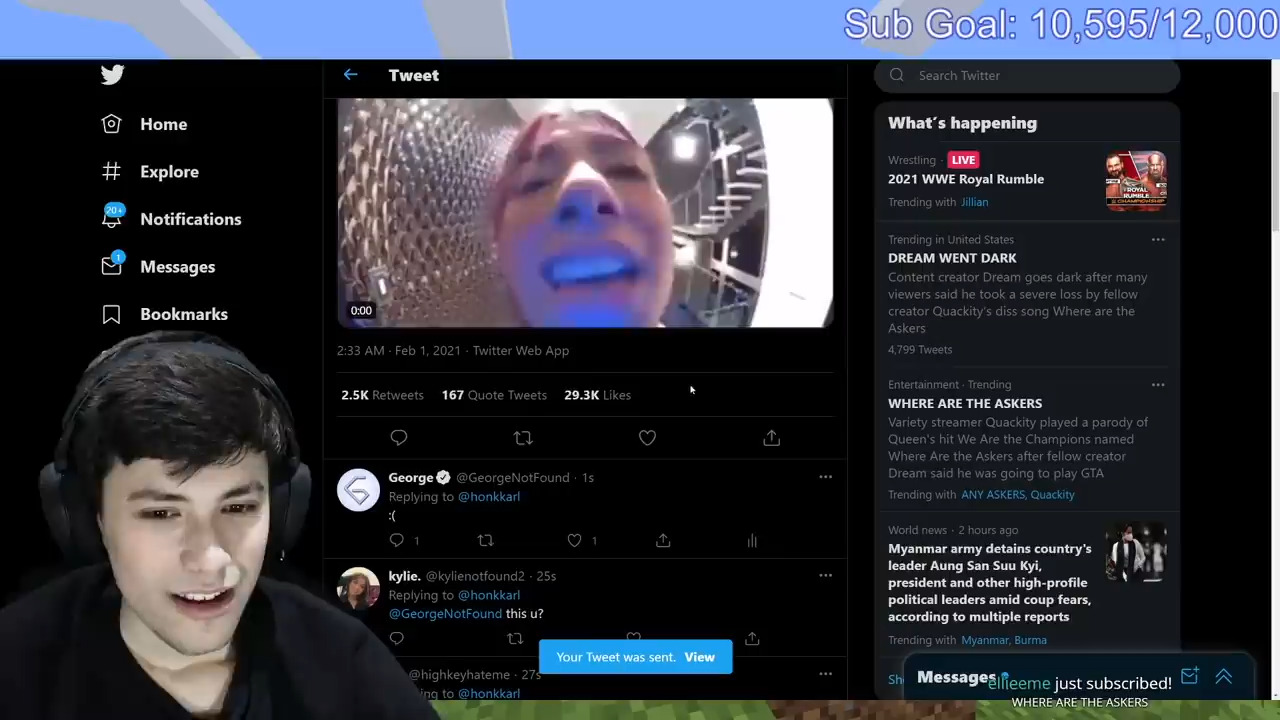 Sub Goal: 10,595/12,000
Home
Explore
20+
Notifications
1
Messages
Bookmarks
Tweet
0:00
2:33 AM · Feb 1, 2021 · Twitter Web App
2.5K Retweets 167 Quote Tweets 29.3K Likes
George @GeorgeNotFound · 1s
Replying to @honkkarl
:(
1 1
kylie. @kylienotfound2 · 25s
Replying to @honkkarl
@GeorgeNotFound this u?
Your Tweet was sent. View
@highkeyhateme · 27s
@honkkarl
Search Twitter
What's happening
Wrestling · LIVE
2021 WWE Royal Rumble
Trending with Jillian
Trending in United States
DREAM WENT DARK
Content creator Dream goes dark after many
viewers said he took a severe loss by fellow
creator Quackity's diss song Where are the
Askers
4,799 Tweets
Entertainment · Trending
WHERE ARE THE ASKERS
Variety streamer Quackity played a parody of
Queen's hit We Are the Champions named
Where Are the Askers after fellow creator
Dream said he was going to play GTA
Trending with ANY ASKERS, Quackity
World news · 2 hours ago
Myanmar army detains country's
leader Aung San Suu Kyi,
president and other high-profile
political leaders amid coup fears,
according to multiple reports
Trending with Myanmar, Burma
Messages
ellieeme just subscribed!
WHERE ARE THE ASKERS